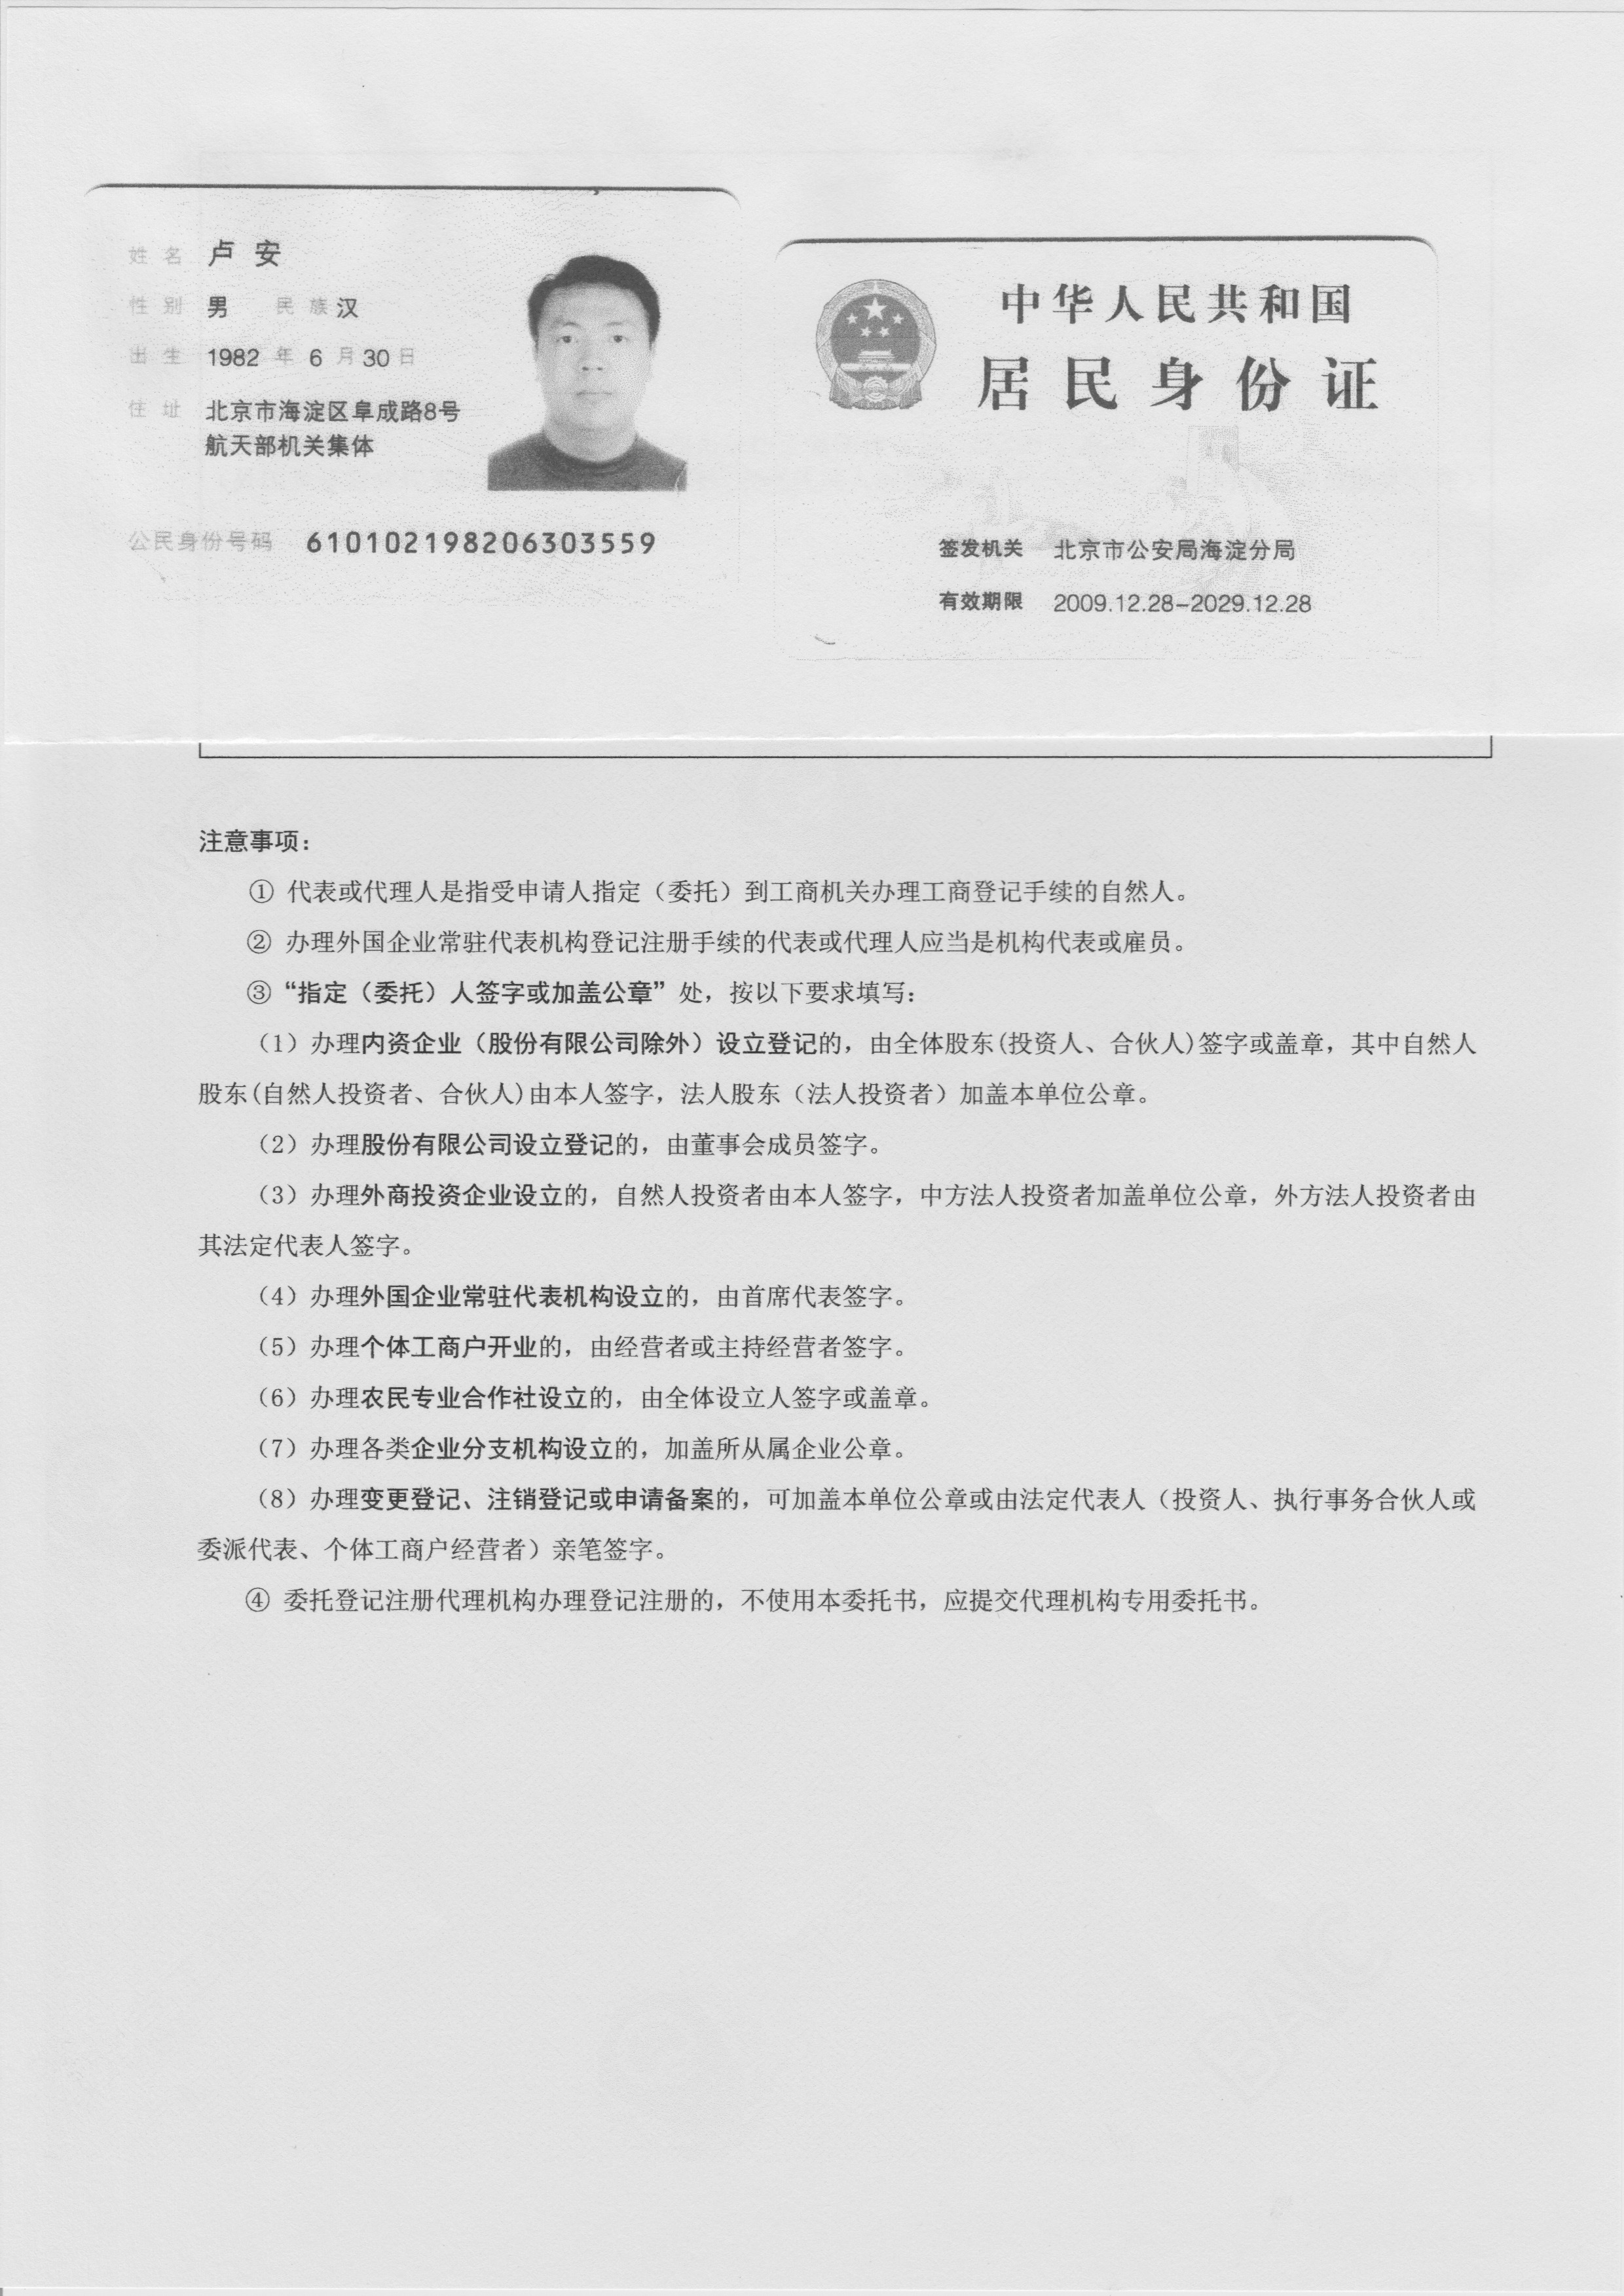 姓名 卢安
性别 男 民族 汉
出生 1982 年 6 月 30 日
住址 北京市海淀区阜成路8号
航天部机关集体
公民身份号码 610102198206303559
中华人民共和国
居民身份证
签发机关 北京市公安局海淀分局
有效期限 2009.12.28-2029.12.28
注意事项：
① 代表或代理人是指受申请人指定（委托）到工商机关办理工商登记手续的自然人。
② 办理外国企业常驻代表机构登记注册手续的代表或代理人应当是机构代表或雇员。
③“指定（委托）人签字或加盖公章”处，按以下要求填写：
（1）办理内资企业（股份有限公司除外）设立登记的，由全体股东(投资人、合伙人)签字或盖章，其中自然人
股东(自然人投资者、合伙人)由本人签字，法人股东（法人投资者）加盖本单位公章。
（2）办理股份有限公司设立登记的，由董事会成员签字。
（3）办理外商投资企业设立的，自然人投资者由本人签字，中方法人投资者加盖单位公章，外方法人投资者由
其法定代表人签字。
（4）办理外国企业常驻代表机构设立的，由首席代表签字。
（5）办理个体工商户开业的，由经营者或主持经营者签字。
（6）办理农民专业合作社设立的，由全体设立人签字或盖章。
（7）办理各类企业分支机构设立的，加盖所从属企业公章。
（8）办理变更登记、注销登记或申请备案的，可加盖本单位公章或由法定代表人（投资人、执行事务合伙人或
委派代表、个体工商户经营者）亲笔签字。
④ 委托登记注册代理机构办理登记注册的，不使用本委托书，应提交代理机构专用委托书。